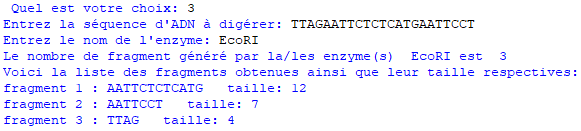 Quel est votre choix: 3
Entrez la séquence d'ADN à digérer: TTAGAATTCTCTCATGAATTCCT
Entrez le nom de l'enzyme: EcoRI
Le nombre de fragment généré par la/les enzyme(s)  EcoRI est  3
Voici la liste des fragments obtenues ainsi que leur taille respectives:
fragment 1 : AATTCTCTCATG   taille: 12
fragment 2 : AATTCCT   taille: 7
fragment 3 : TTAG   taille: 4